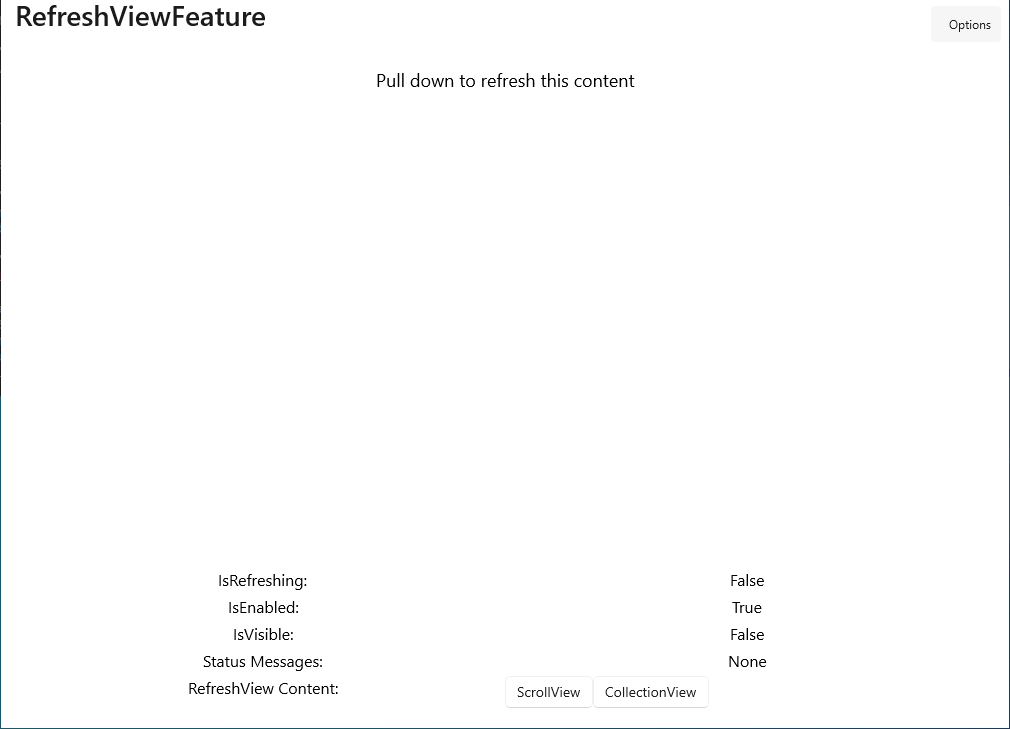 RefreshViewFeature
Options
Pull down to refresh this content
IsRefreshing: False
IsEnabled: True
IsVisible: False
Status Messages: None
RefreshView Content: ScrollView CollectionView